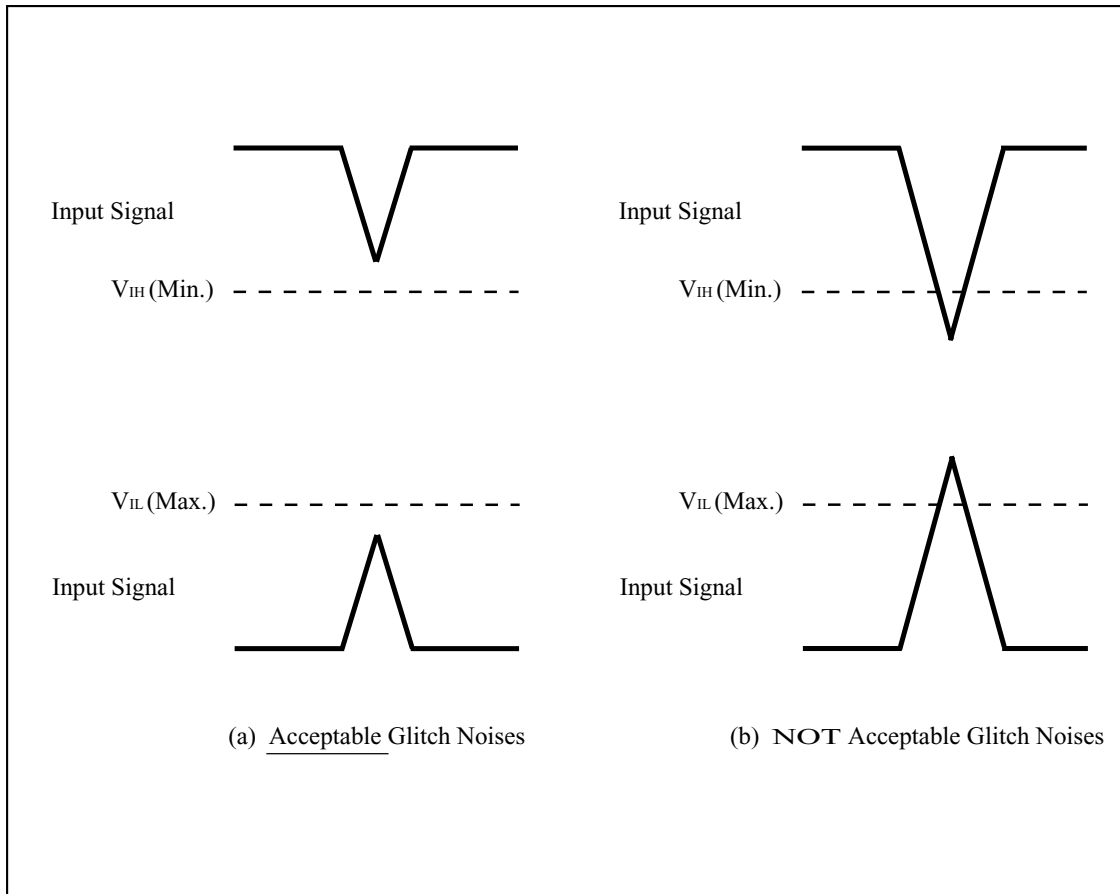 Input Signal
Input Signal
VIH (Min.)
VIH (Min.)
VIL (Max.)
VIL (Max.)
Input Signal
Input Signal
(a) Acceptable Glitch Noises
(b) NOT Acceptable Glitch Noises